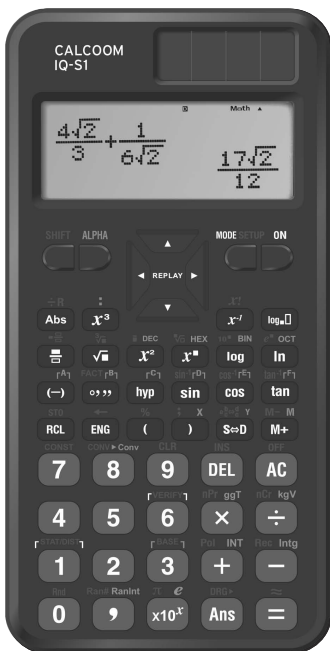 CALCOOM
IQ-S1
D Math ▲
4√2/3 + 1/6√2
17√2/12
SHIFT ALPHA MODE SETUP ON
◄ REPLAY ►
÷R : x!
Abs x³ x⁻¹ log
DEC HEX BIN OCT
x² log ln
FACT
(−) hyp sin cos tan
STO ← %
RCL ENG ( ) S⇔D M+
CONST CONV ▸ Conv CLR INS OFF
7 8 9 DEL AC
VERIFY nPr ggT nCr kgV
4 5 6 × ÷
STAT/DIST BASE Pol INT Rec Intg
1 2 3 + −
Rnd Ran# RanInt π e DRG▸
0 , x10ˣ Ans =